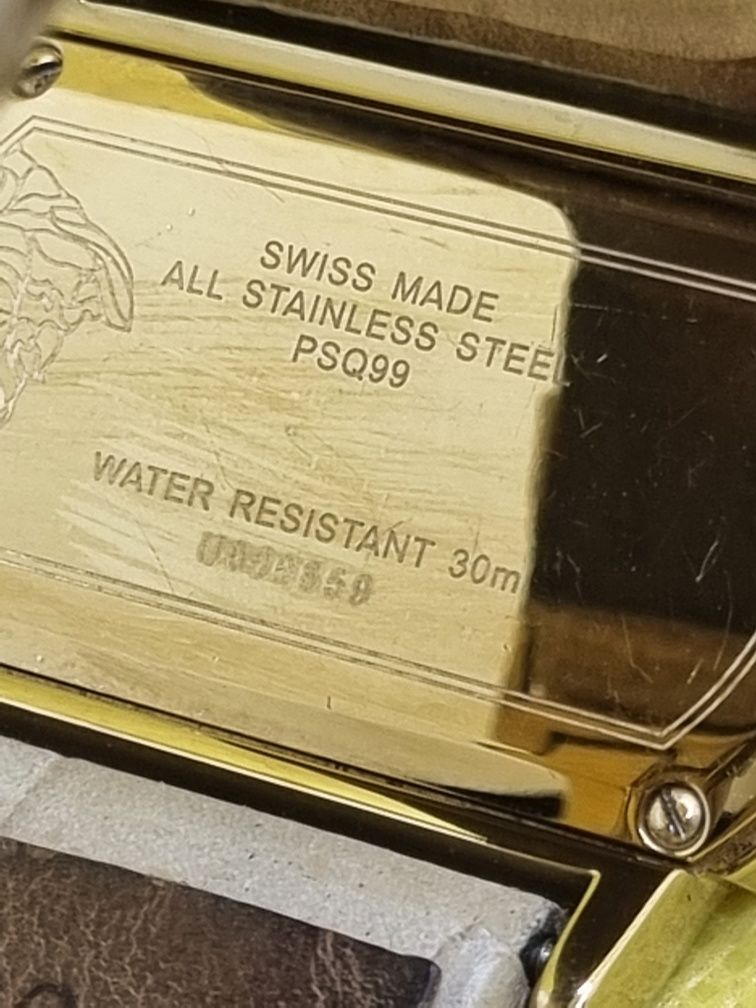 SWISS MADE
ALL STAINLESS STEEL
PSQ99
WATER RESISTANT 30m